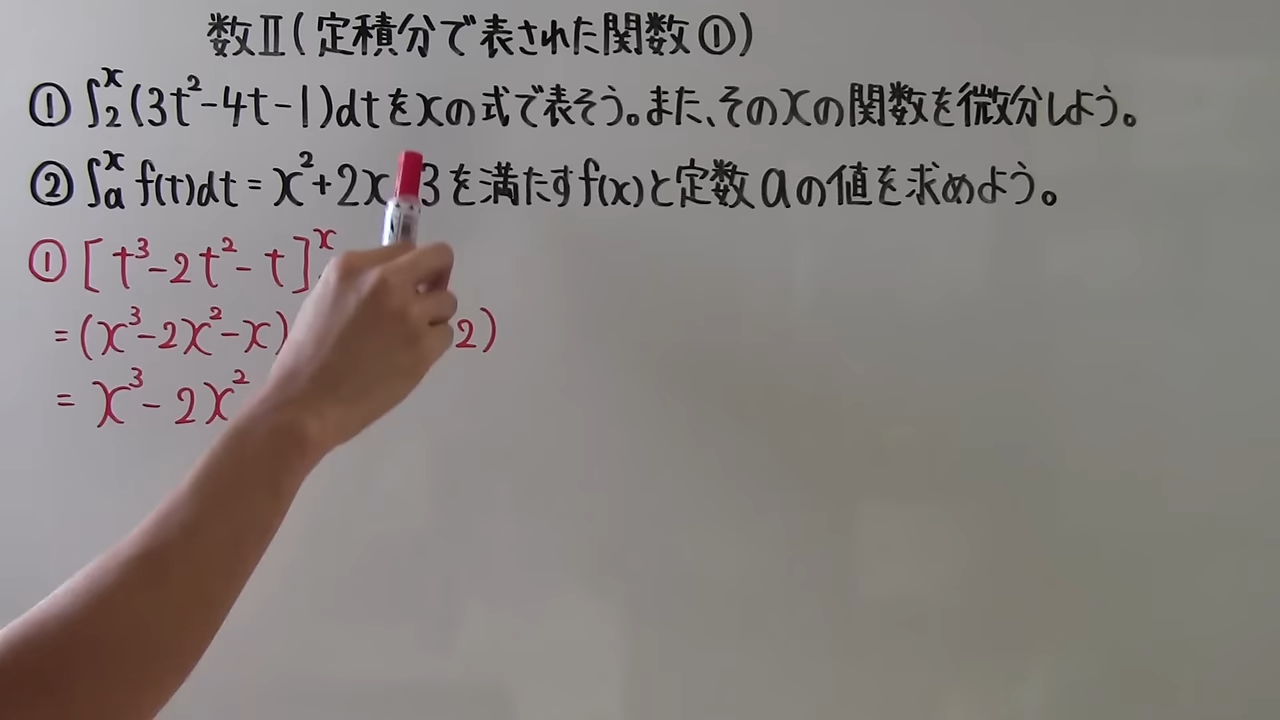 数Ⅱ(定積分で表された関数①)
① ∫₂ˣ(3t²-4t-1)dtをxの式で表そう。また、そのxの関数を微分しよう。
② ∫ₐˣ f(t)dt = x²+2x 3を満たすf(x)と定数aの値を求めよう。
① [t³-2t²-t]ˣ
=(x³-2x²-x) 2)
= x³-2x²